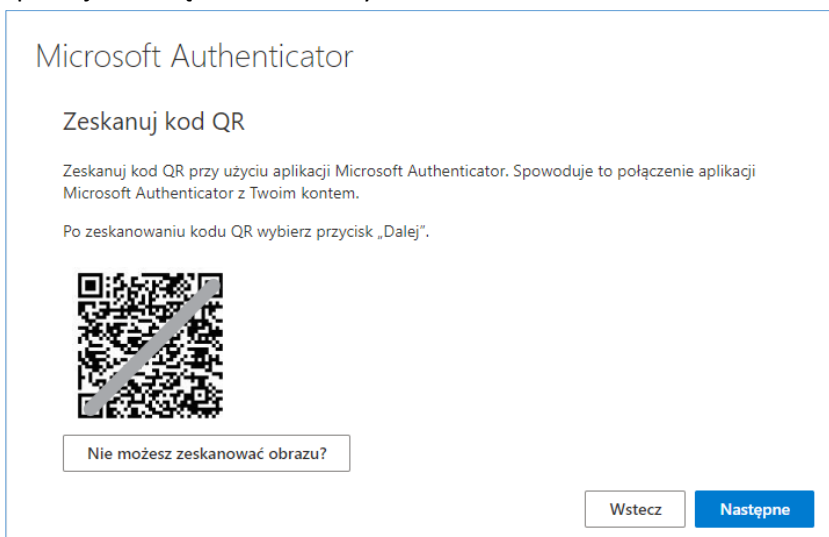 Microsoft Authenticator
Zeskanuj kod QR
Zeskanuj kod QR przy użyciu aplikacji Microsoft Authenticator. Spowoduje to połączenie aplikacji
Microsoft Authenticator z Twoim kontem.
Po zeskanowaniu kodu QR wybierz przycisk „Dalej”.
Nie możesz zeskanować obrazu?
Wstecz Następne